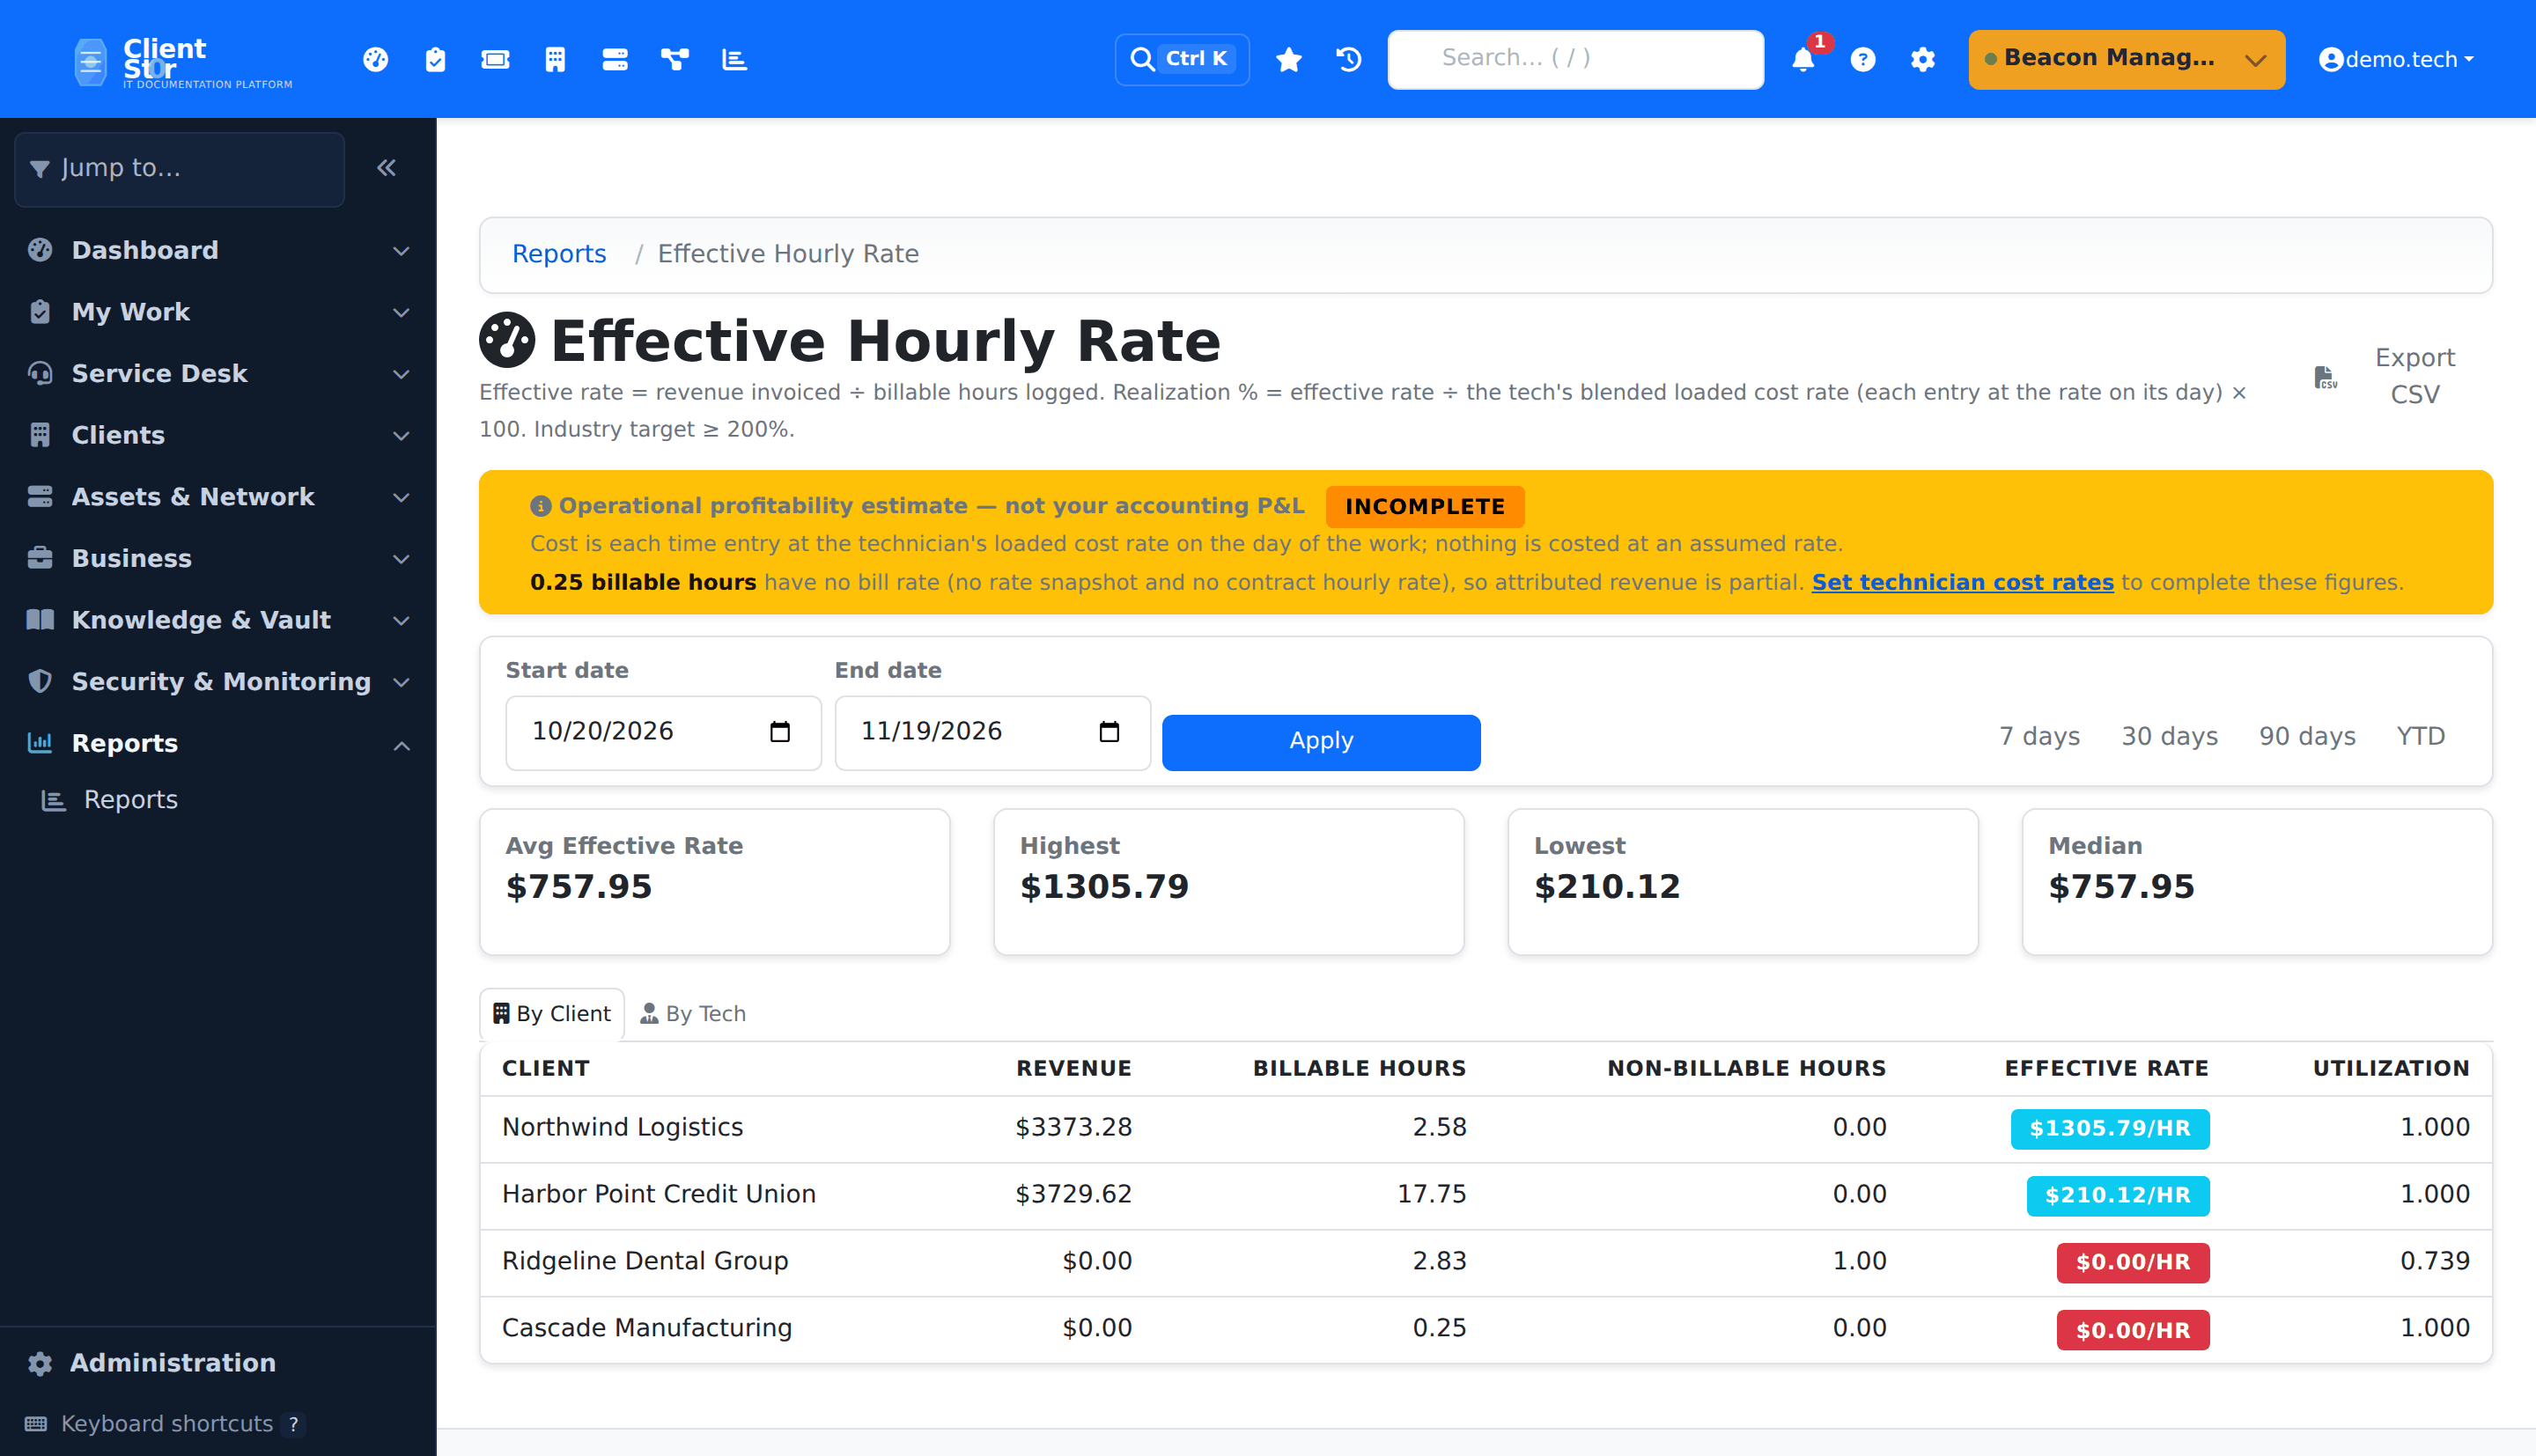 Client
St0r
IT DOCUMENTATION PLATFORM
Ctrl K
Search... ( / )
1
Beacon Manag...
demo.tech
Jump to...
Dashboard
My Work
Service Desk
Clients
Assets & Network
Business
Knowledge & Vault
Security & Monitoring
Reports
Reports
Administration
Keyboard shortcuts ?
Reports / Effective Hourly Rate
Effective Hourly Rate
Effective rate = revenue invoiced ÷ billable hours logged. Realization % = effective rate ÷ the tech's blended loaded cost rate (each entry at the rate on its day) ×
100. Industry target ≥ 200%.
Export
CSV
Operational profitability estimate — not your accounting P&L INCOMPLETE
Cost is each time entry at the technician's loaded cost rate on the day of the work; nothing is costed at an assumed rate.
0.25 billable hours have no bill rate (no rate snapshot and no contract hourly rate), so attributed revenue is partial. Set technician cost rates to complete these figures.
Start date End date
10/20/2026 11/19/2026 Apply 7 days 30 days 90 days YTD
Avg Effective Rate Highest Lowest Median
$757.95 $1305.79 $210.12 $757.95
By Client By Tech
CLIENT REVENUE BILLABLE HOURS NON-BILLABLE HOURS EFFECTIVE RATE UTILIZATION
Northwind Logistics $3373.28 2.58 0.00 $1305.79/HR 1.000
Harbor Point Credit Union $3729.62 17.75 0.00 $210.12/HR 1.000
Ridgeline Dental Group $0.00 2.83 1.00 $0.00/HR 0.739
Cascade Manufacturing $0.00 0.25 0.00 $0.00/HR 1.000